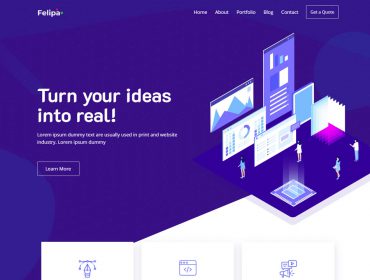 Felipa
Home About Portfolio Blog Contact Get a Quote
Turn your ideas
into real!
Lorem ipsum dummy text are usually used in print and website
industry. Lorem ipsum dummy
Learn More